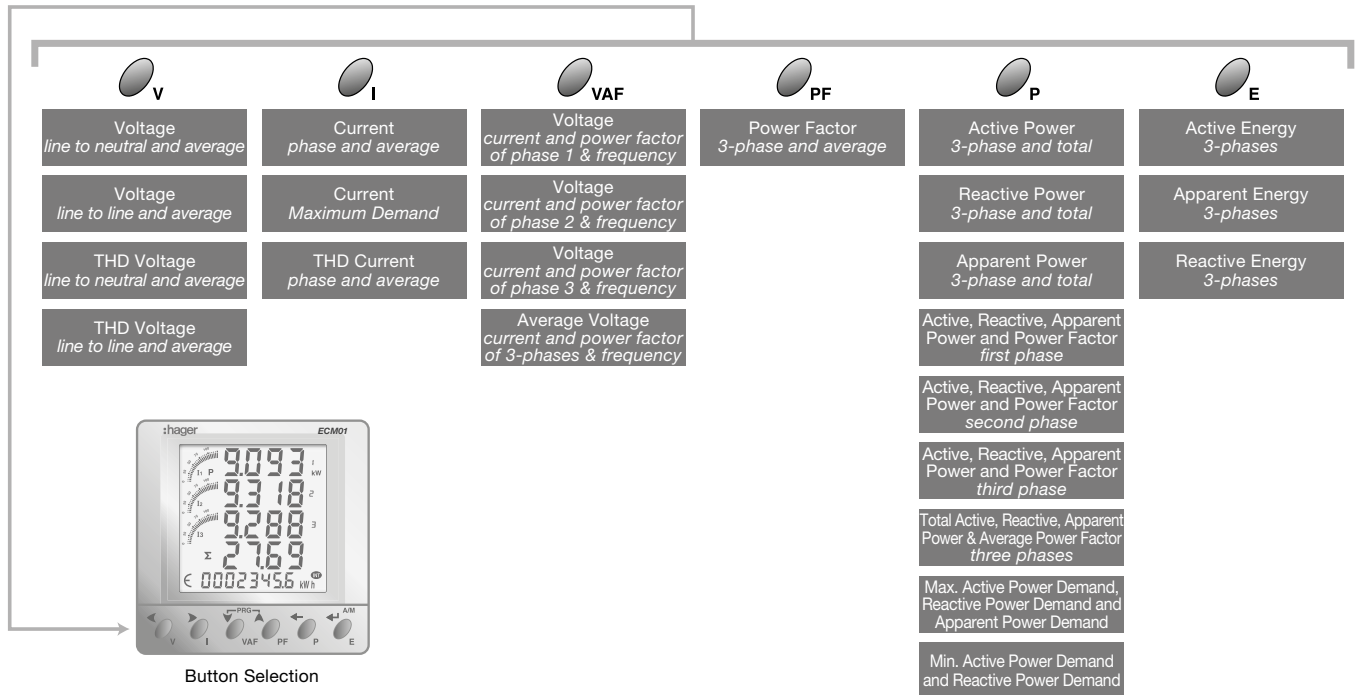 V
I
VAF
PF
P
E
Voltage
line to neutral and average
Voltage
line to line and average
THD Voltage
line to neutral and average
THD Voltage
line to line and average
Current
phase and average
Current
Maximum Demand
THD Current
phase and average
Voltage
current and power factor
of phase 1 & frequency
Voltage
current and power factor
of phase 2 & frequency
Voltage
current and power factor
of phase 3 & frequency
Average Voltage
current and power factor
of 3-phases & frequency
Power Factor
3-phase and average
Active Power
3-phase and total
Reactive Power
3-phase and total
Apparent Power
3-phase and total
Active, Reactive, Apparent
Power and Power Factor
first phase
Active, Reactive, Apparent
Power and Power Factor
second phase
Active, Reactive, Apparent
Power and Power Factor
third phase
Total Active, Reactive, Apparent
Power & Average Power Factor
three phases
Max. Active Power Demand,
Reactive Power Demand and
Apparent Power Demand
Min. Active Power Demand
and Reactive Power Demand
Active Energy
3-phases
Apparent Energy
3-phases
Reactive Energy
3-phases
:hager ECM01
I1 P 9.093 1 kW
I2 9.318 2
I3 9.288 3
Σ 27.69
€ 0002345.6 kWh INT
PRG A/M
V I VAF PF P E
Button Selection